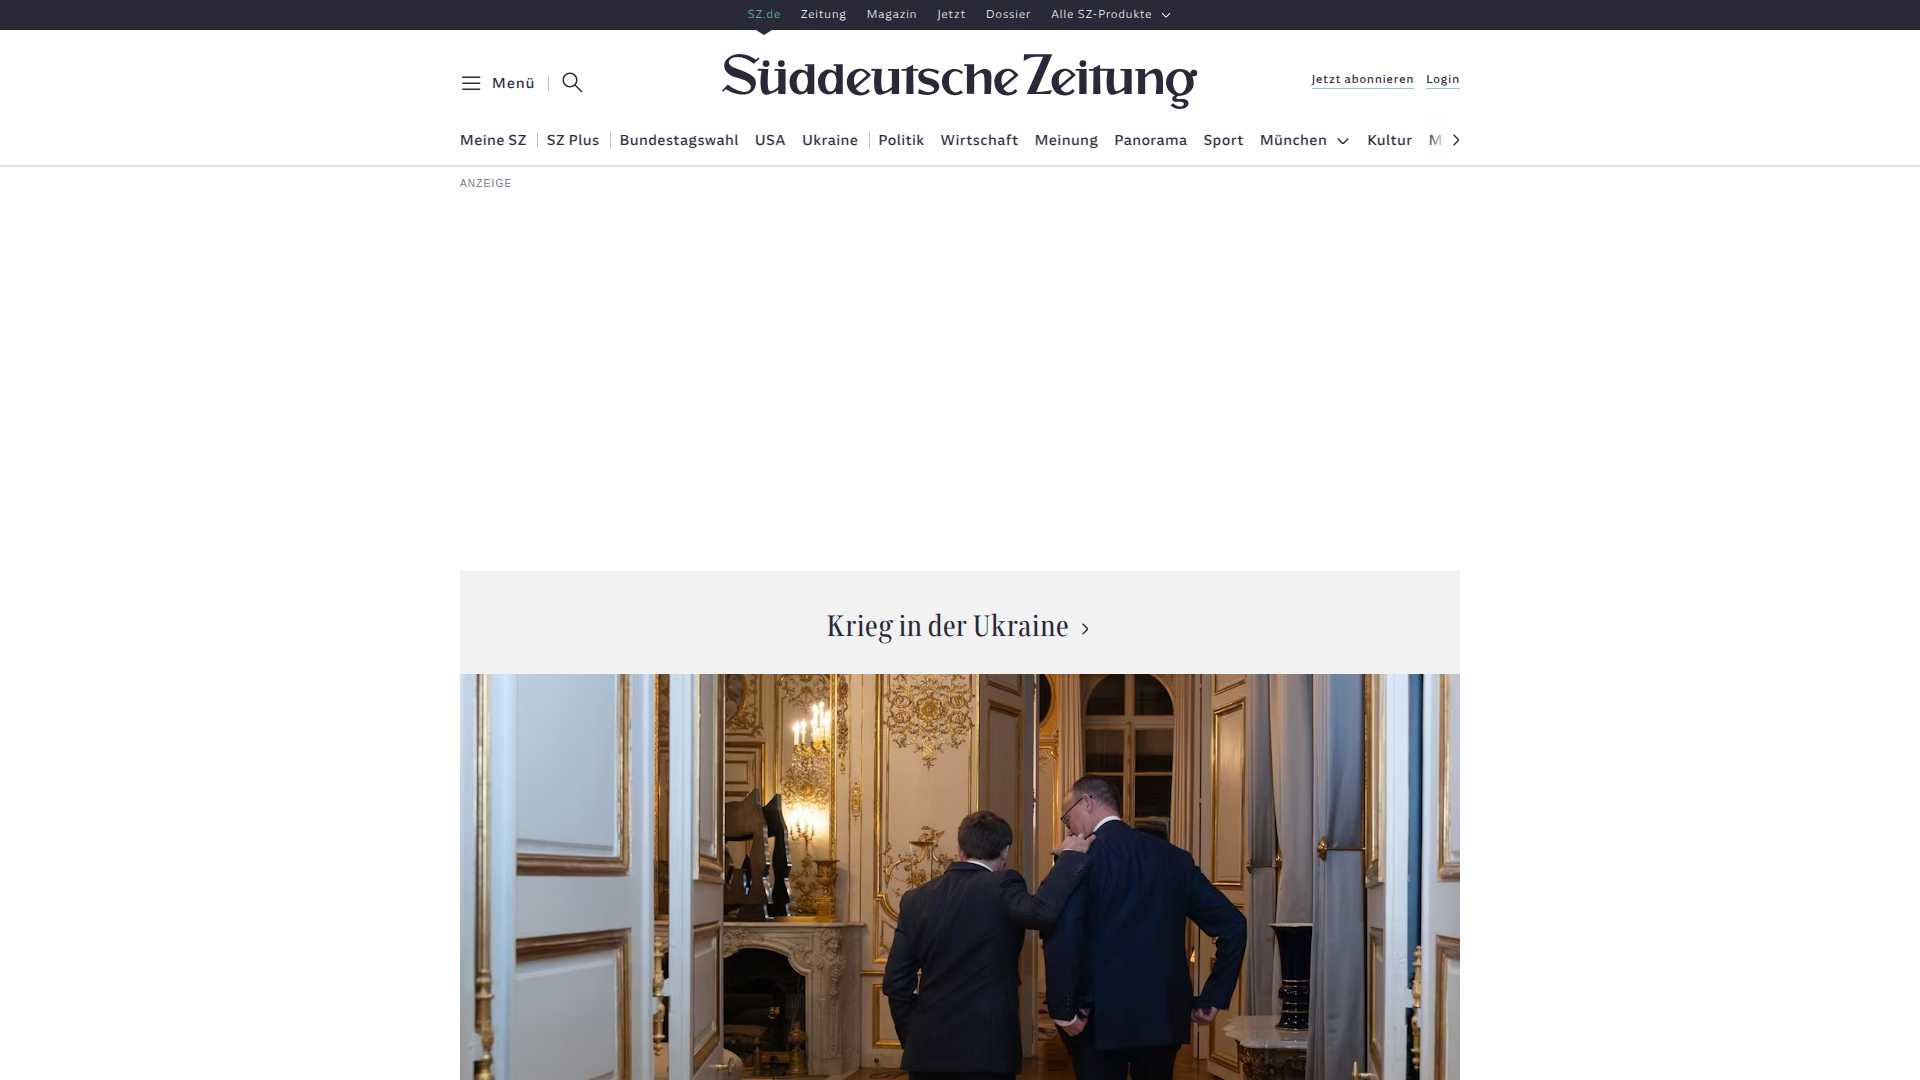 SZ.de Zeitung Magazin Jetzt Dossier Alle SZ-Produkte
Menü
Süddeutsche Zeitung
Jetzt abonnieren Login
Meine SZ SZ Plus Bundestagswahl USA Ukraine Politik Wirtschaft Meinung Panorama Sport München Kultur M
ANZEIGE
Krieg in der Ukraine